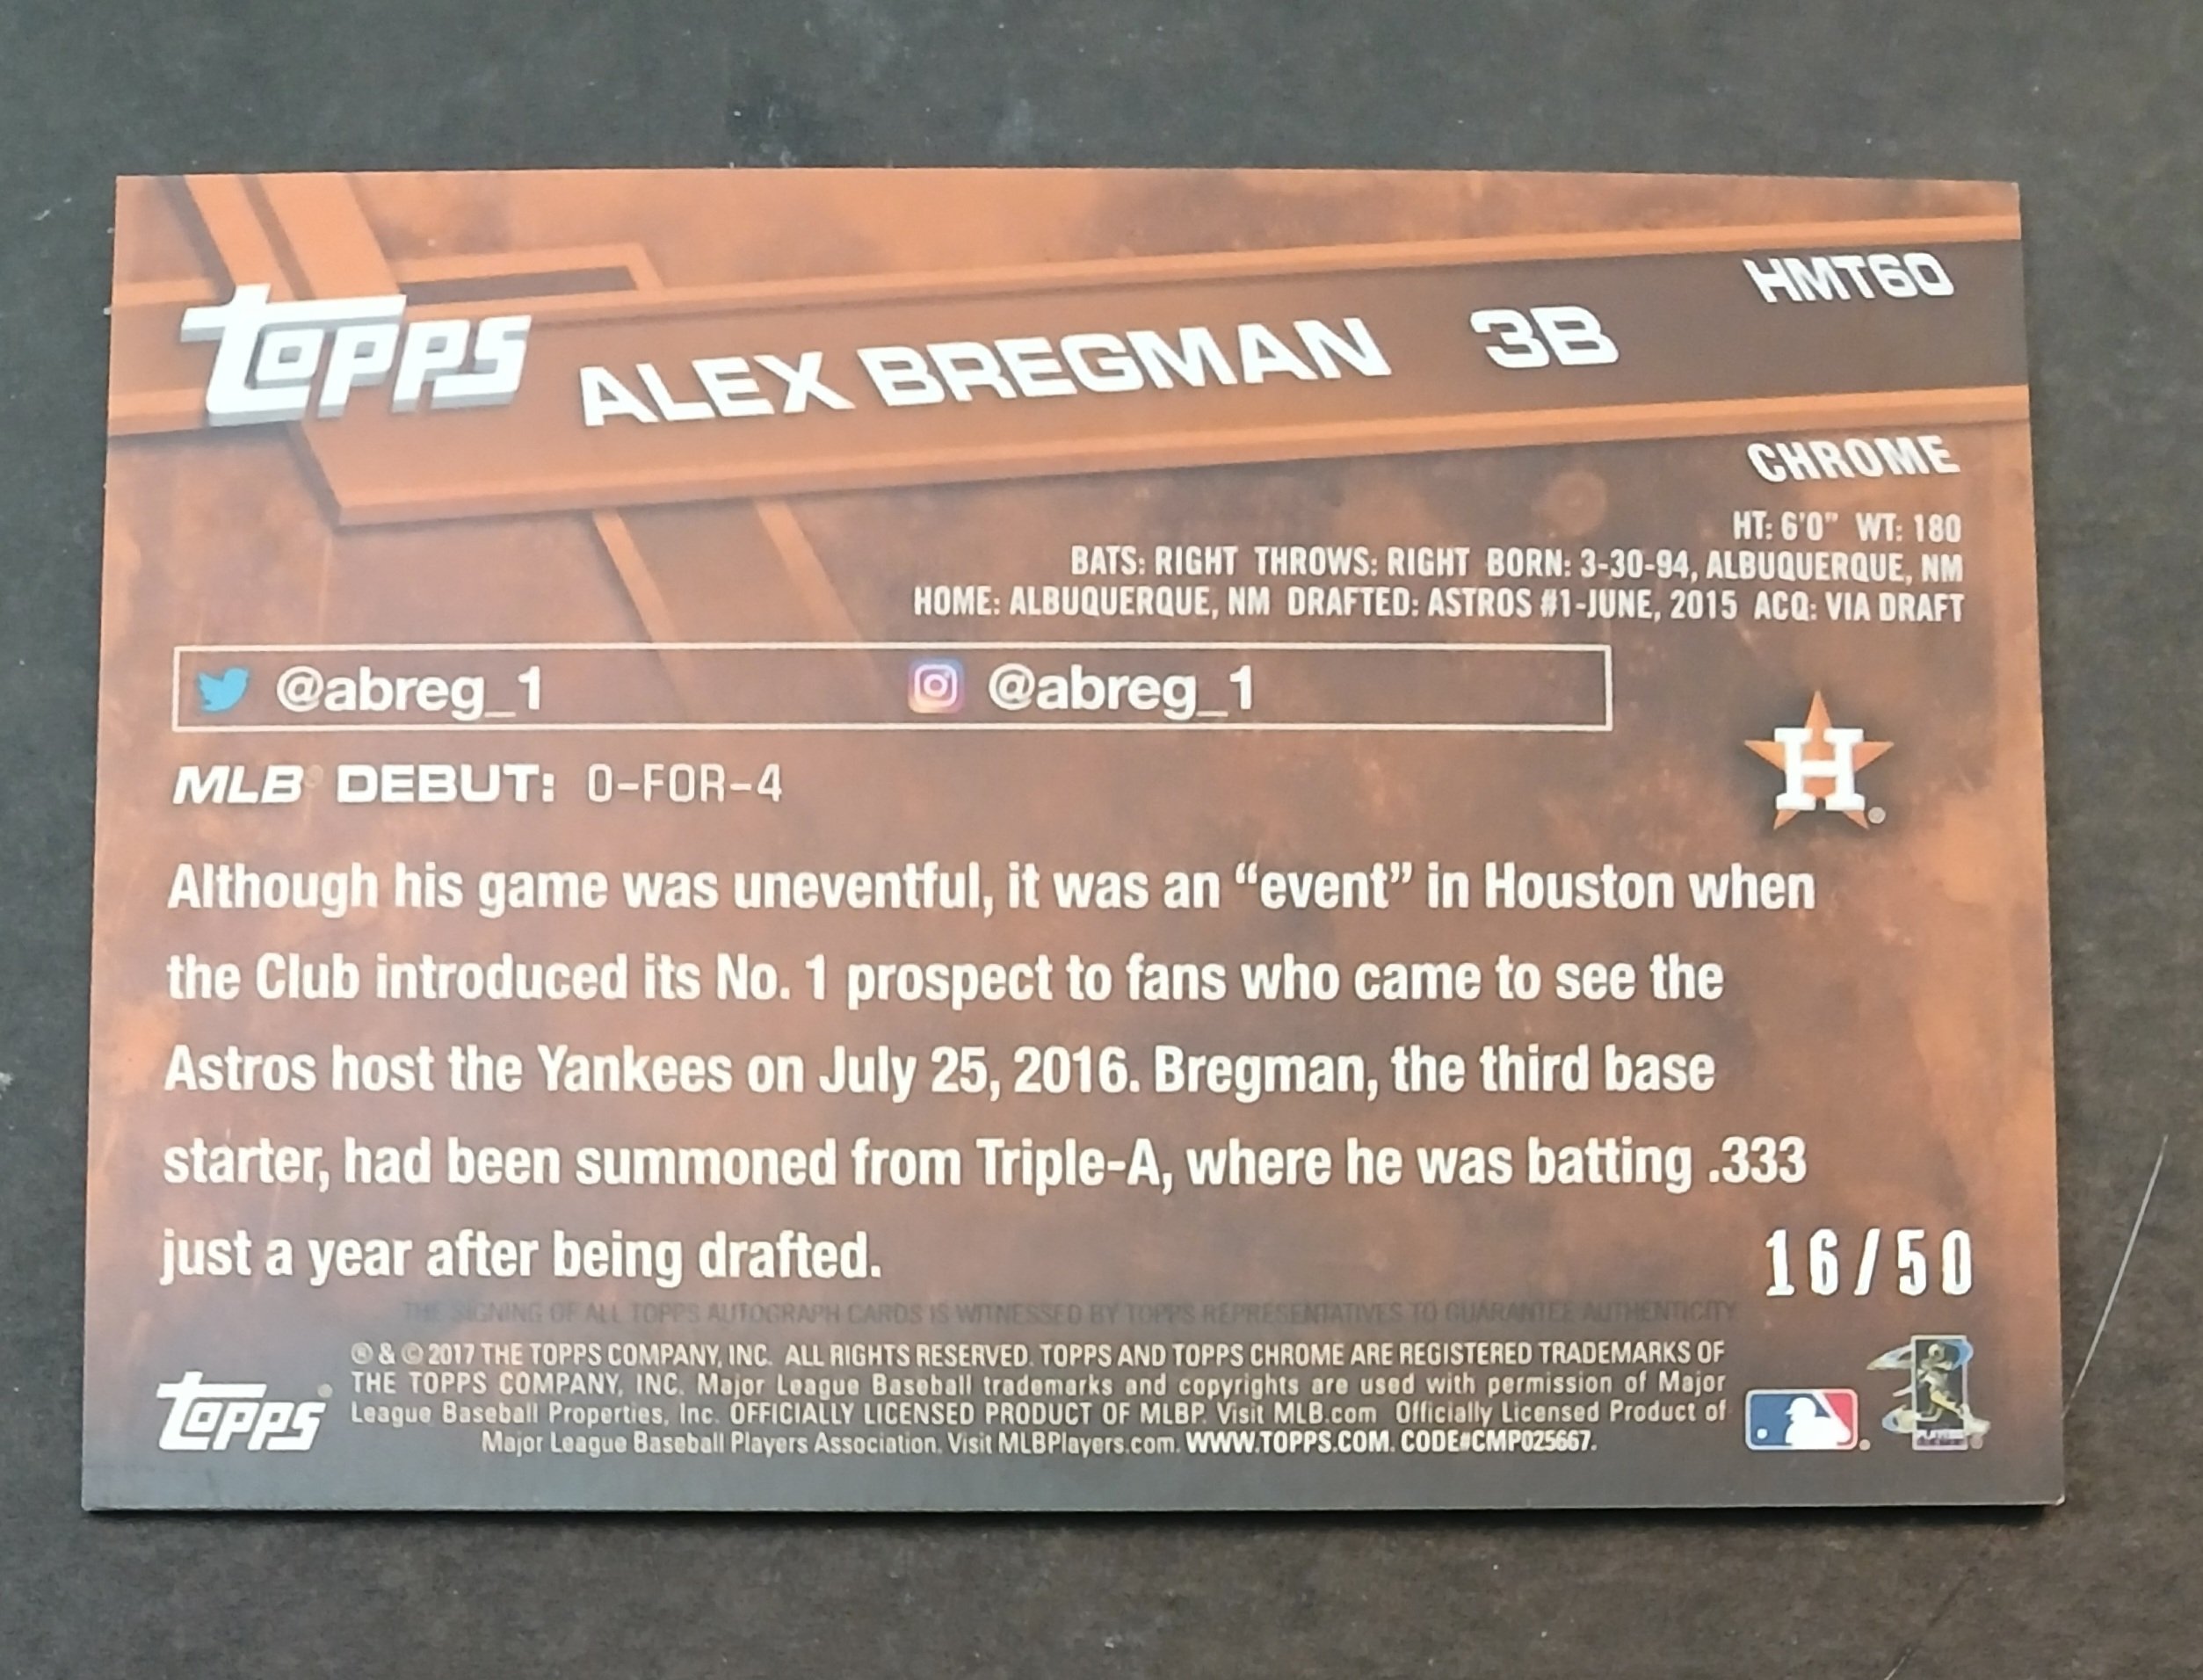 topps ALEX BREGMAN 3B HMT60
CHROME
HT: 6'0" WT: 180
BATS: RIGHT THROWS: RIGHT BORN: 3-30-94, ALBUQUERQUE, NM
HOME: ALBUQUERQUE, NM DRAFTED: ASTROS #1-JUNE, 2015 ACQ: VIA DRAFT
@abreg_1 @abreg_1
H®
MLB® DEBUT: 0-FOR-4
Although his game was uneventful, it was an “event” in Houston when
the Club introduced its No. 1 prospect to fans who came to see the
Astros host the Yankees on July 25, 2016. Bregman, the third base
starter, had been summoned from Triple-A, where he was batting .333
just a year after being drafted.
16/50
THE SIGNING OF ALL TOPPS AUTOGRAPH CARDS IS WITNESSED BY TOPPS REPRESENTATIVES TO GUARANTEE AUTHENTICITY
® & © 2017 THE TOPPS COMPANY, INC. ALL RIGHTS RESERVED. TOPPS AND TOPPS CHROME ARE REGISTERED TRADEMARKS OF
THE TOPPS COMPANY, INC. Major League Baseball trademarks and copyrights are used with permission of Major
League Baseball Properties, Inc. OFFICIALLY LICENSED PRODUCT OF MLBP. Visit MLB.com Officially Licensed Product of
Major League Baseball Players Association. Visit MLBPlayers.com. WWW.TOPPS.COM. CODE#CMP025667.
topps®